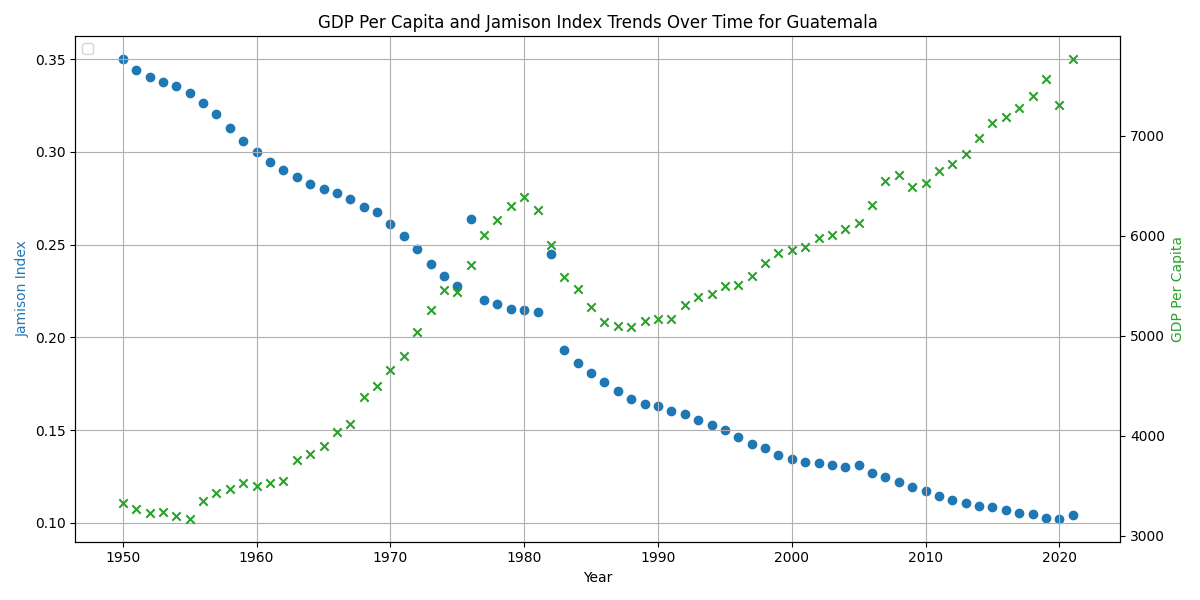 GDP Per Capita and Jamison Index Trends Over Time for Guatemala
Jamison Index
0.35
0.30
0.25
0.20
0.15
0.10
7000
6000
5000
4000
3000
GDP Per Capita
1950 1960 1970 1980 1990 2000 2010 2020
Year